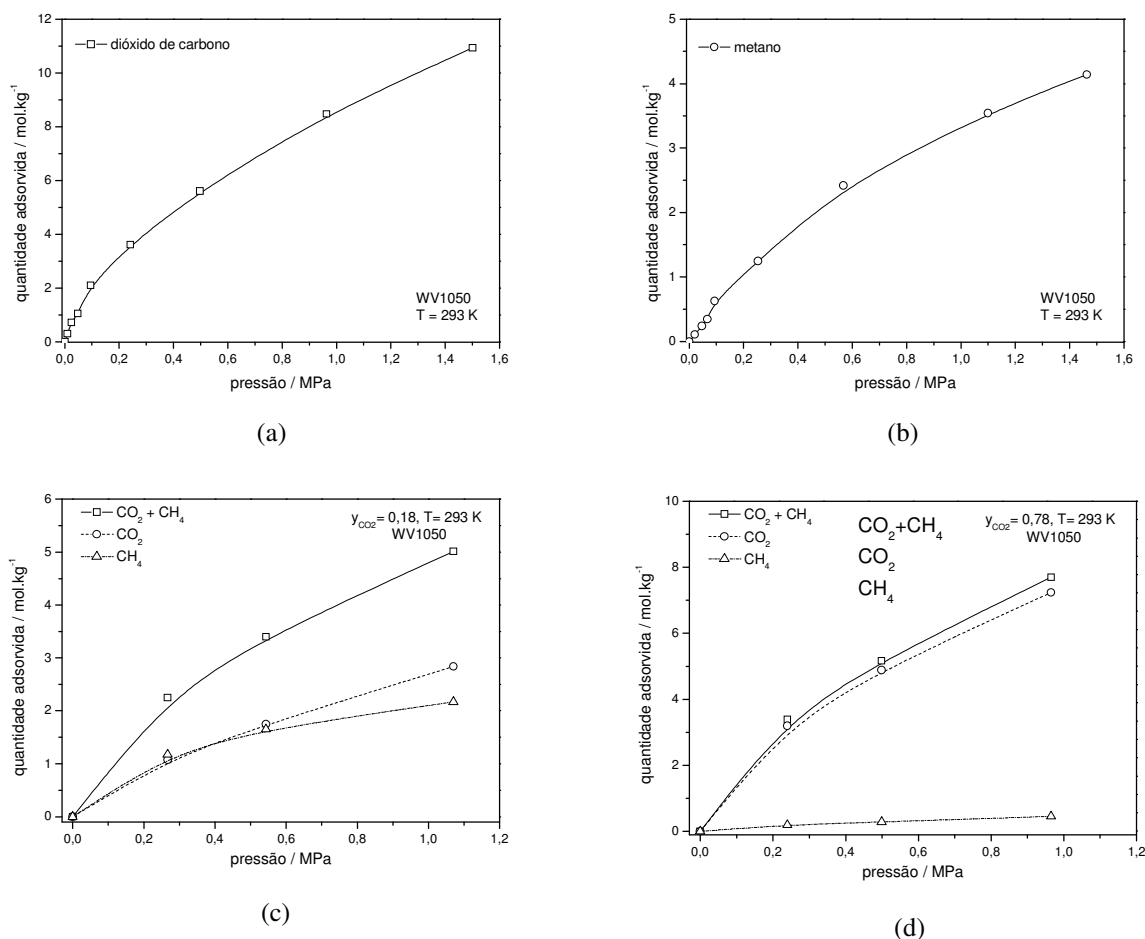 dióxido de carbono
12
10
8
6
4
2
0
quantidade adsorvida / mol.kg⁻¹
0,0 0,2 0,4 0,6 0,8 1,0 1,2 1,4 1,6
pressão / MPa
WV1050
T = 293 K
(a)
metano
5
4
3
2
1
0
quantidade adsorvida / mol.kg⁻¹
0,0 0,2 0,4 0,6 0,8 1,0 1,2 1,4 1,6
pressão / MPa
WV1050
T = 293 K
(b)
CO₂ + CH₄
CO₂
CH₄
y_CO2 = 0,18, T= 293 K
WV1050
6
5
4
3
2
1
0
quantidade adsorvida / mol.kg⁻¹
0,0 0,2 0,4 0,6 0,8 1,0 1,2
pressão / MPa
(c)
CO₂ + CH₄
CO₂
CH₄
CO₂+CH₄
CO₂
CH₄
y_CO2 = 0,78, T= 293 K
WV1050
10
8
6
4
2
0
quantidade adsorvida / mol.kg⁻¹
0,0 0,2 0,4 0,6 0,8 1,0 1,2
pressão / MPa
(d)